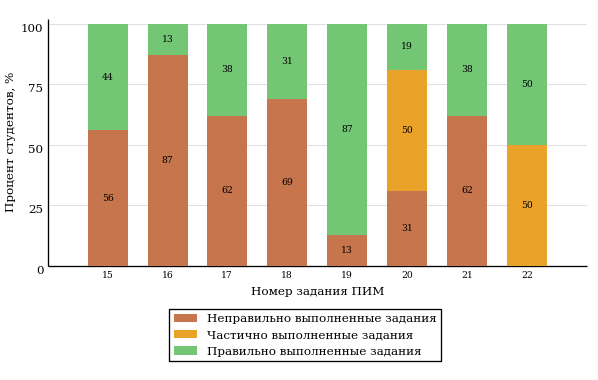 Процент студентов, %
100
75
50
25
0
44 13 38 31 87 19 38 50
56 87 62 69 13 50 62 50
31
15 16 17 18 19 20 21 22
Номер задания ПИМ
Неправильно выполненные задания
Частично выполненные задания
Правильно выполненные задания